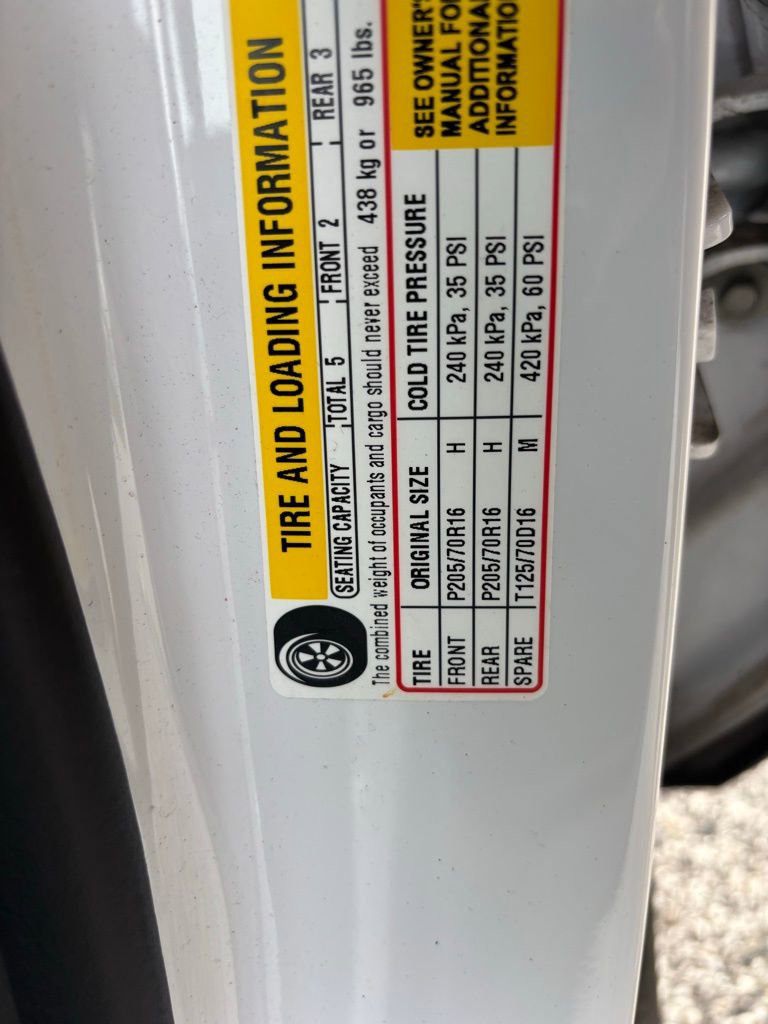 TIRE AND LOADING INFORMATION
SEATING CAPACITY TOTAL 5 FRONT 2 REAR 3
The combined weight of occupants and cargo should never exceed 438 kg or 965 lbs.
TIRE ORIGINAL SIZE COLD TIRE PRESSURE
FRONT P205/70R16 H 240 kPa, 35 PSI
REAR P205/70R16 H 240 kPa, 35 PSI
SPARE T125/70D16 M 420 kPa, 60 PSI
SEE OWNER'S
MANUAL FOR
ADDITIONAL
INFORMATION